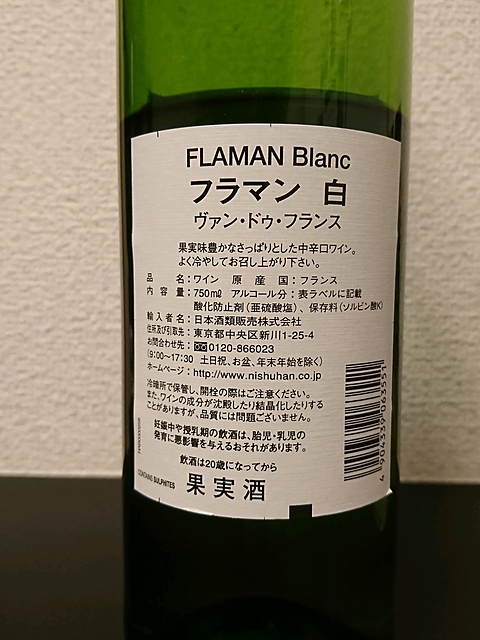 FLAMAN Blanc
フラマン 白
ヴァン・ドゥ・フランス
果実味豊かなさっぱりとした中辛口ワイン。
よく冷やしてお召し上がり下さい。
品名：ワイン 原産国：フランス
内容量：750mℓ アルコール分：表ラベルに記載
酸化防止剤（亜硫酸塩）、保存料（ソルビン酸K）
輸入者名：日本酒類販売株式会社
住所及び引取先：東京都中央区新川1-25-4
お問合わせ先：0120-866023
（9：00〜17：30 土日祝、お盆、年末年始を除く）
ホームページ：http://www.nishuhan.co.jp
冷暗所で保管し、開栓の際はご注意ください。
また、ワインの成分が沈殿したり結晶化したりする
ことがありますが、品質には問題ございません。
妊娠中や授乳期の飲酒は、胎児・乳児の
発育に悪影響を与えるおそれがあります。
飲酒は20歳になってから
CONTAINS SULPHITES
果実酒
4 904339 063531